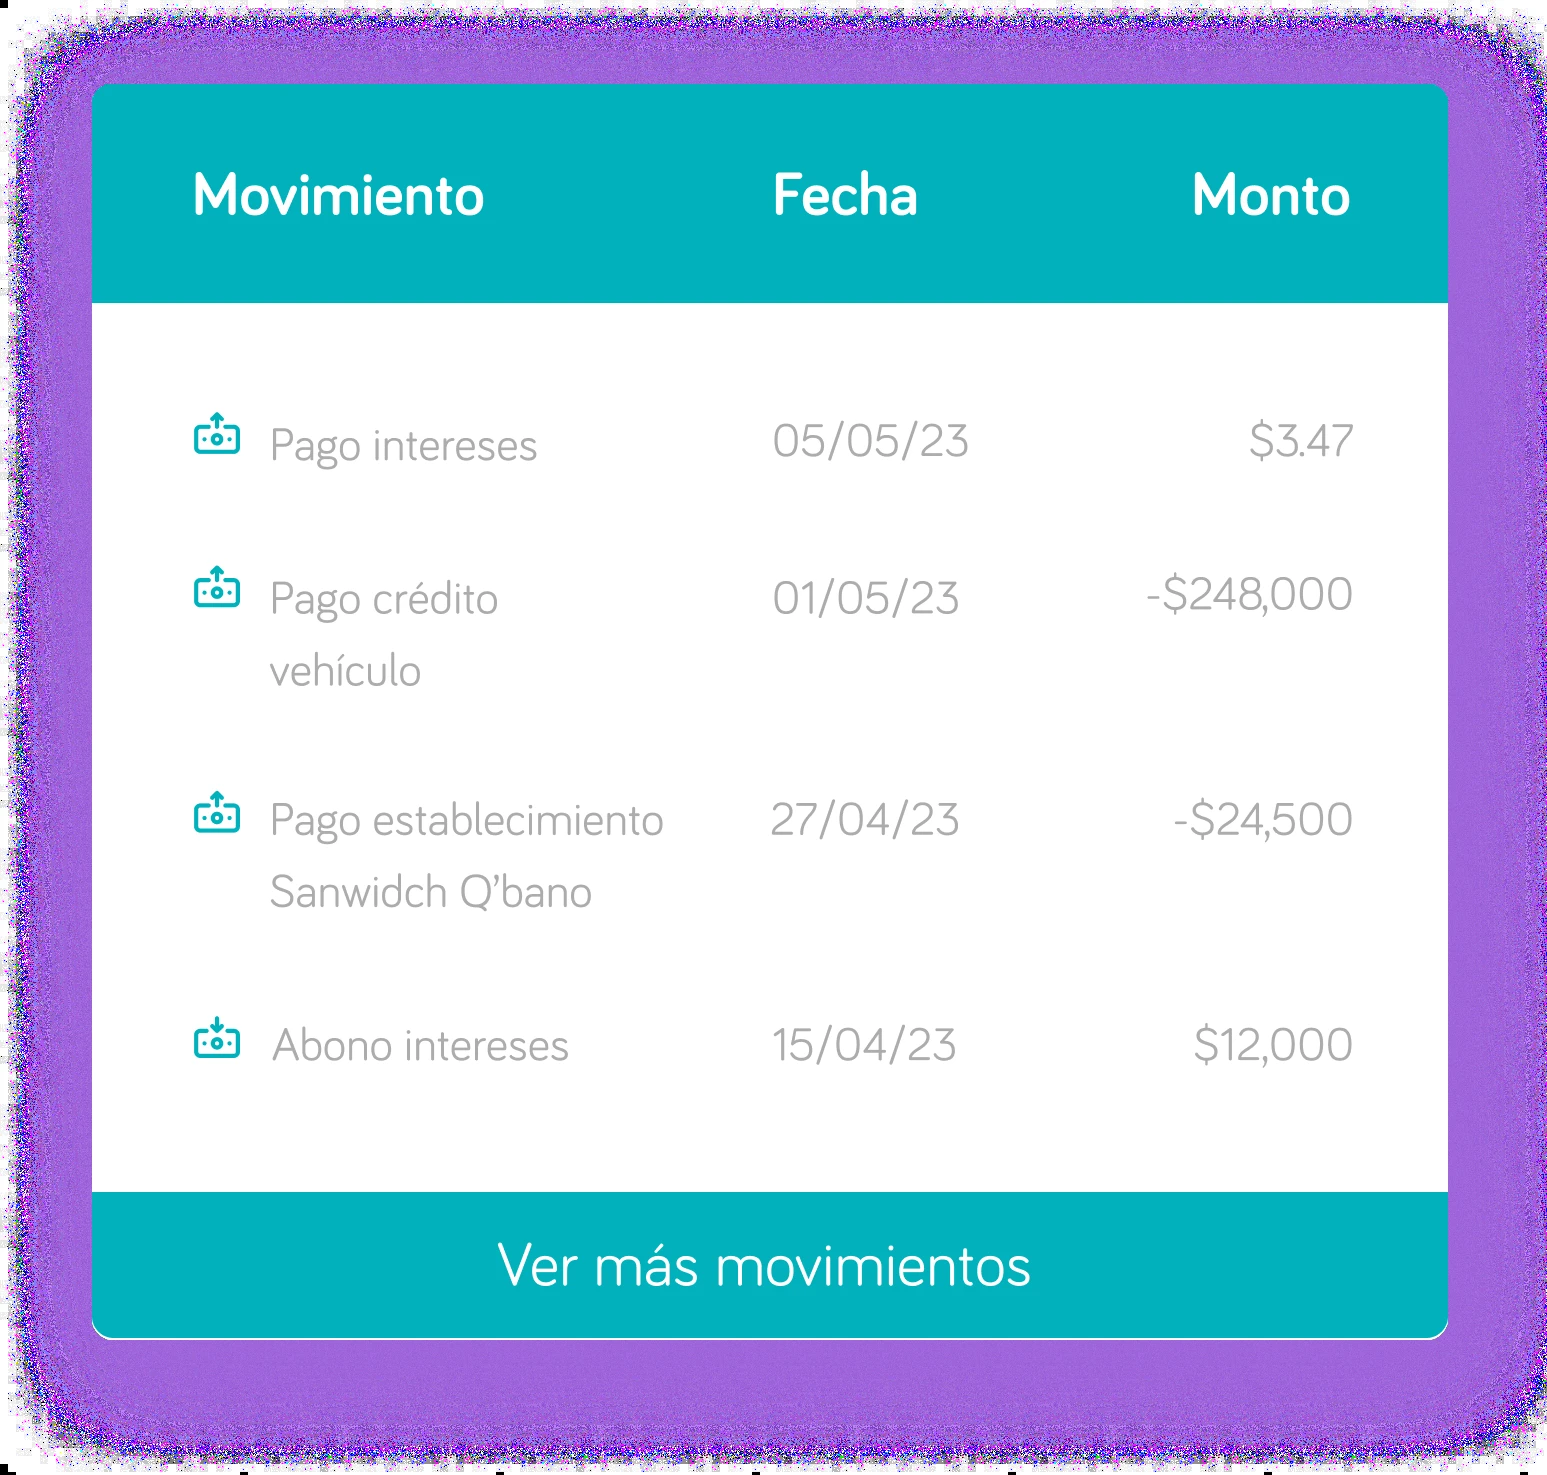 Movimiento Fecha Monto
Pago intereses 05/05/23 $3.47
Pago crédito 01/05/23 -$248,000
vehículo
Pago establecimiento 27/04/23 -$24,500
Sanwidch Q’bano
Abono intereses 15/04/23 $12,000
Ver más movimientos